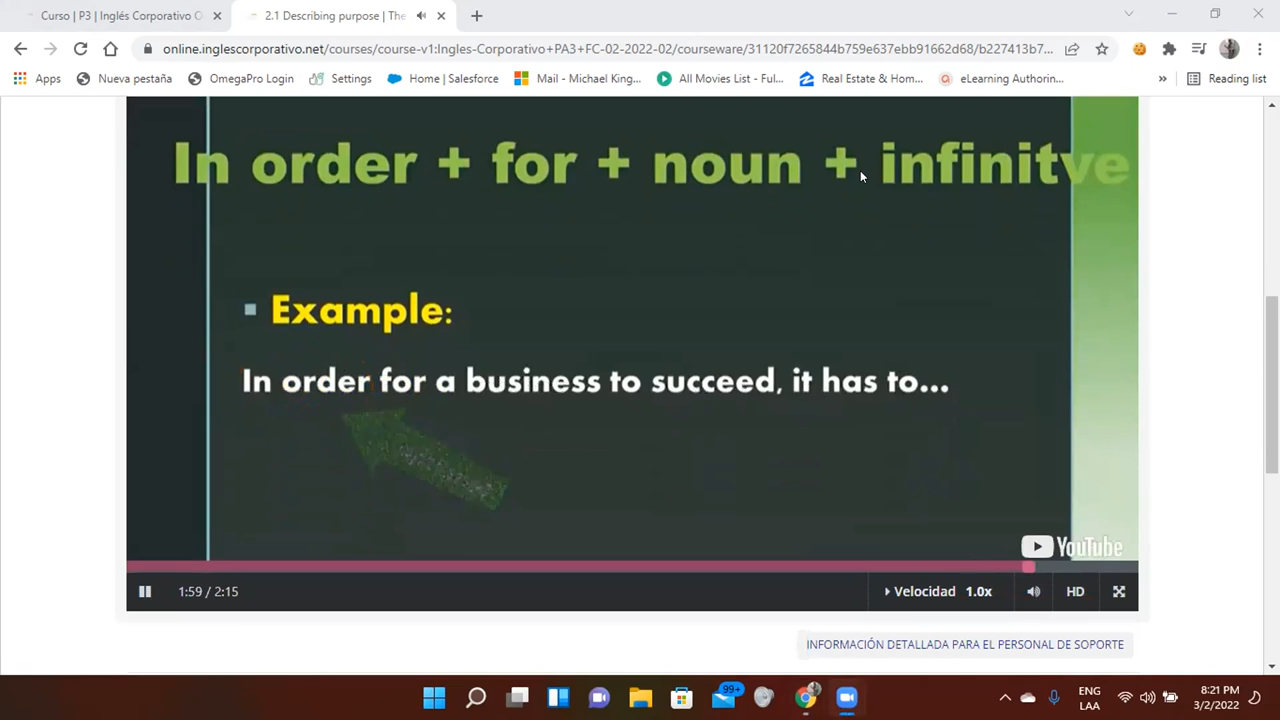 Curso | P3 | Inglés Corporativo O
2.1 Describing purpose | The
online.inglescorporativo.net/courses/course-v1:Ingles-Corporativo+PA3+FC-02-2022-02/courseware/31120f7265844b759e637ebb91662d68/b227413b7...
Apps
Nueva pestaña
OmegaPro Login
Settings
Home | Salesforce
Mail - Michael King...
All Movies List - Ful...
Real Estate & Hom...
eLearning Authorin...
»
Reading list
In order + for + noun + infinitve
Example:
In order for a business to succeed, it has to...
YouTube
1:59 / 2:15
Velocidad 1.0x
HD
INFORMACIÓN DETALLADA PARA EL PERSONAL DE SOPORTE
99+
ENG
LAA
8:21 PM
3/2/2022